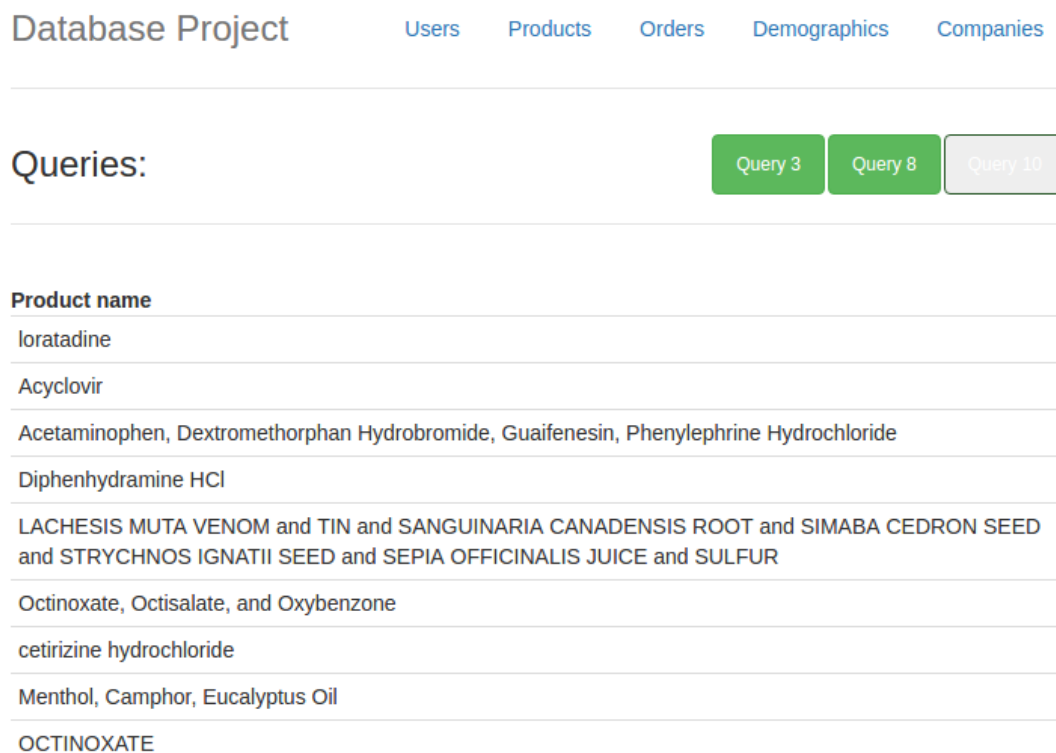 Database Project Users Products Orders Demographics Companies
Queries: Query 3 Query 8 Query 10
Product name
loratadine
Acyclovir
Acetaminophen, Dextromethorphan Hydrobromide, Guaifenesin, Phenylephrine Hydrochloride
Diphenhydramine HCl
LACHESIS MUTA VENOM and TIN and SANGUINARIA CANADENSIS ROOT and SIMABA CEDRON SEED
and STRYCHNOS IGNATII SEED and SEPIA OFFICINALIS JUICE and SULFUR
Octinoxate, Octisalate, and Oxybenzone
cetirizine hydrochloride
Menthol, Camphor, Eucalyptus Oil
OCTINOXATE